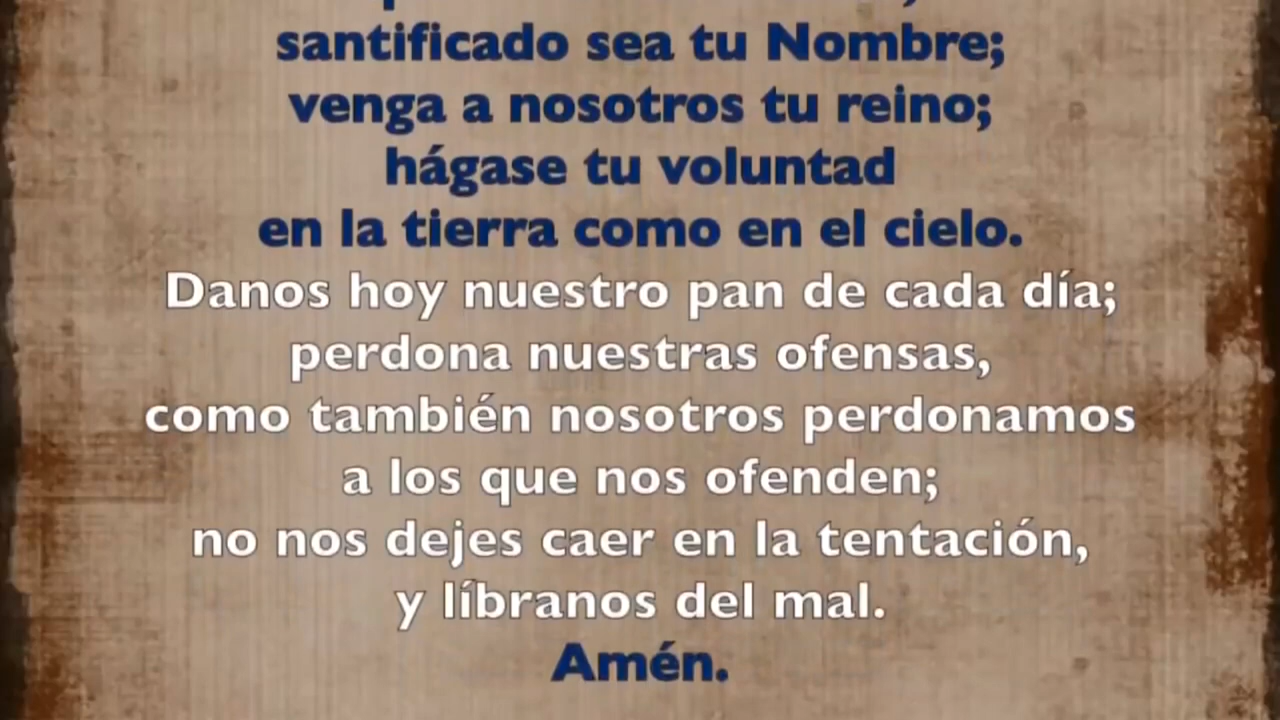 santificado sea tu Nombre;
venga a nosotros tu reino;
hágase tu voluntad
en la tierra como en el cielo.
Danos hoy nuestro pan de cada día;
perdona nuestras ofensas,
como también nosotros perdonamos
a los que nos ofenden;
no nos dejes caer en la tentación,
y líbranos del mal.
Amén.